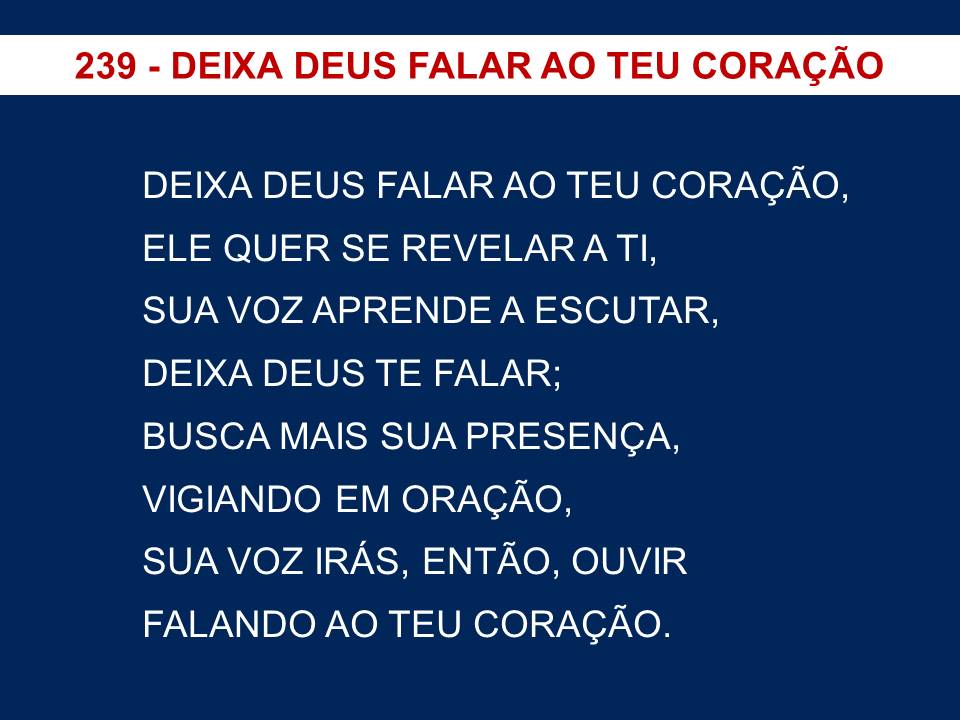 239 - DEIXA DEUS FALAR AO TEU CORAÇÃO
DEIXA DEUS FALAR AO TEU CORAÇÃO,
ELE QUER SE REVELAR A TI,
SUA VOZ APRENDE A ESCUTAR,
DEIXA DEUS TE FALAR;
BUSCA MAIS SUA PRESENÇA,
VIGIANDO EM ORAÇÃO,
SUA VOZ IRÁS, ENTÃO, OUVIR
FALANDO AO TEU CORAÇÃO.